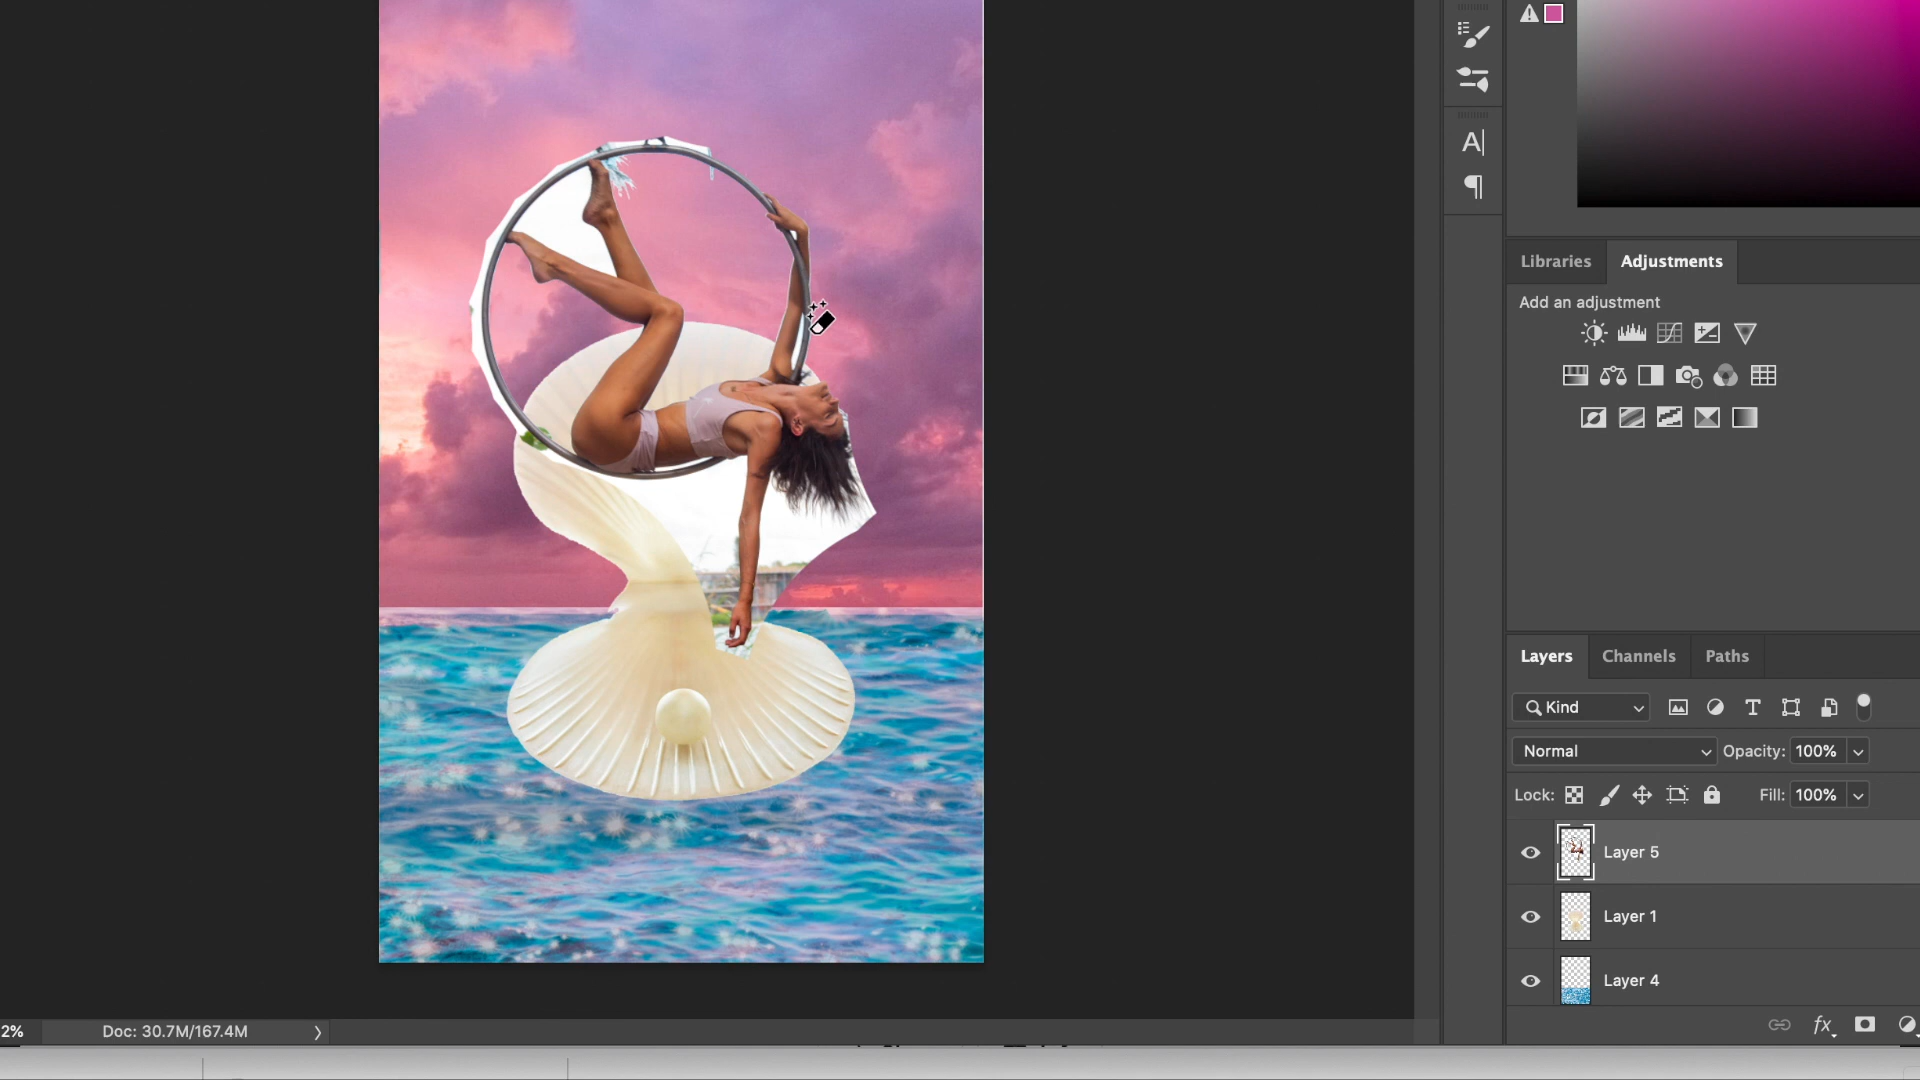 A|
Libraries Adjustments
Add an adjustment
Layers Channels Paths
Kind
Normal Opacity: 100%
Lock: Fill: 100%
Layer 5
Layer 1
Layer 4
fx
2% Doc: 30.7M/167.4M